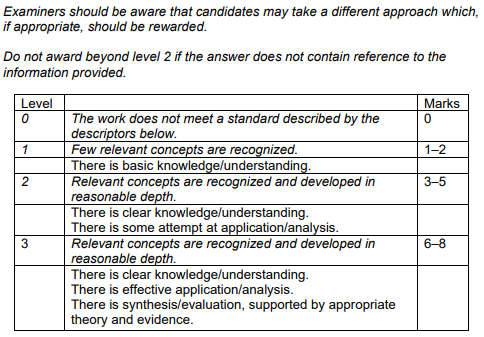 Examiners should be aware that candidates may take a different approach which,
if appropriate, should be rewarded.
Do not award beyond level 2 if the answer does not contain reference to the
information provided.
Level Marks
0 The work does not meet a standard described by the 0
descriptors below.
1 Few relevant concepts are recognized. 1–2
There is basic knowledge/understanding.
2 Relevant concepts are recognized and developed in 3–5
reasonable depth.
There is clear knowledge/understanding.
There is some attempt at application/analysis.
3 Relevant concepts are recognized and developed in 6–8
reasonable depth.
There is clear knowledge/understanding.
There is effective application/analysis.
There is synthesis/evaluation, supported by appropriate
theory and evidence.